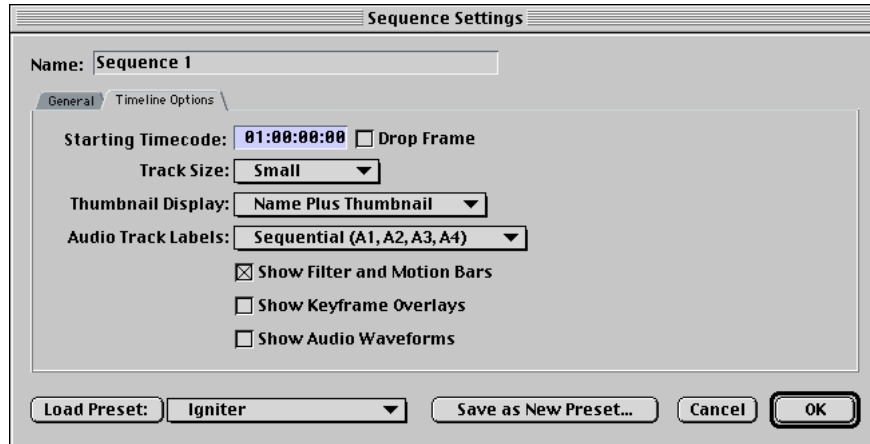 Sequence Settings
Name: Sequence 1
General Timeline Options
Starting Timecode: 01:00:00:00 Drop Frame
Track Size: Small
Thumbnail Display: Name Plus Thumbnail
Audio Track Labels: Sequential (A1, A2, A3, A4)
Show Filter and Motion Bars
Show Keyframe Overlays
Show Audio Waveforms
Load Preset: Igniter Save as New Preset... Cancel OK